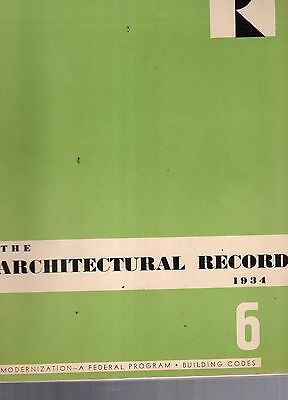 R
THE
ARCHITECTURAL RECORD
1934
6
MODERNIZATION—A FEDERAL PROGRAM • BUILDING CODES